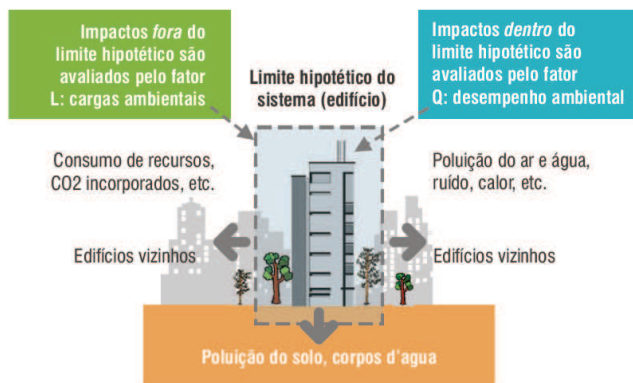 Impactos fora do
limite hipotético são
avaliados pelo fator
L: cargas ambientais
Limite hipotético do
sistema (edifício)
Impactos dentro do
limite hipotético são
avaliados pelo fator
Q: desempenho ambiental
Consumo de recursos,
CO2 incorporados, etc.
Poluição do ar e água,
ruído, calor, etc.
Edifícios vizinhos
Edifícios vizinhos
Poluição do solo, corpos d'agua